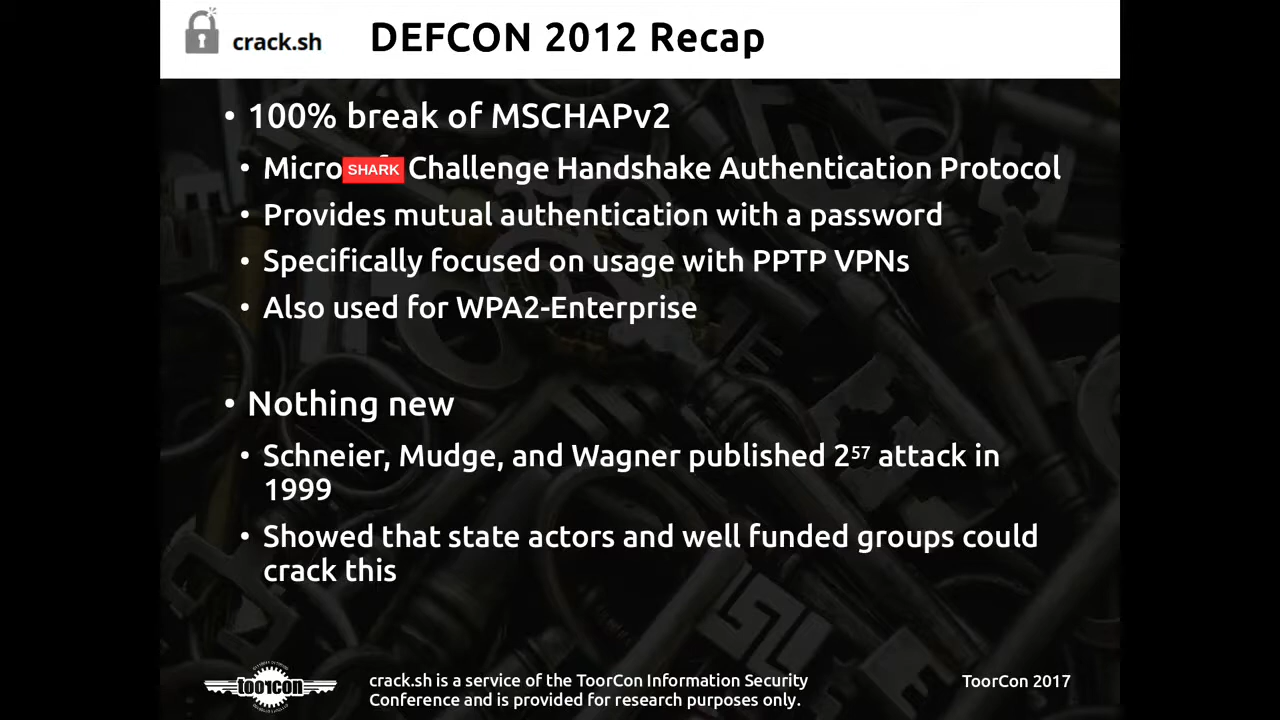 crack.sh DEFCON 2012 Recap
• 100% break of MSCHAPv2
• Micro SHARK Challenge Handshake Authentication Protocol
• Provides mutual authentication with a password
• Specifically focused on usage with PPTP VPNs
• Also used for WPA2-Enterprise
• Nothing new
• Schneier, Mudge, and Wagner published 2⁵⁷ attack in
1999
• Showed that state actors and well funded groups could
crack this
toorcon
crack.sh is a service of the ToorCon Information Security
Conference and is provided for research purposes only.
ToorCon 2017